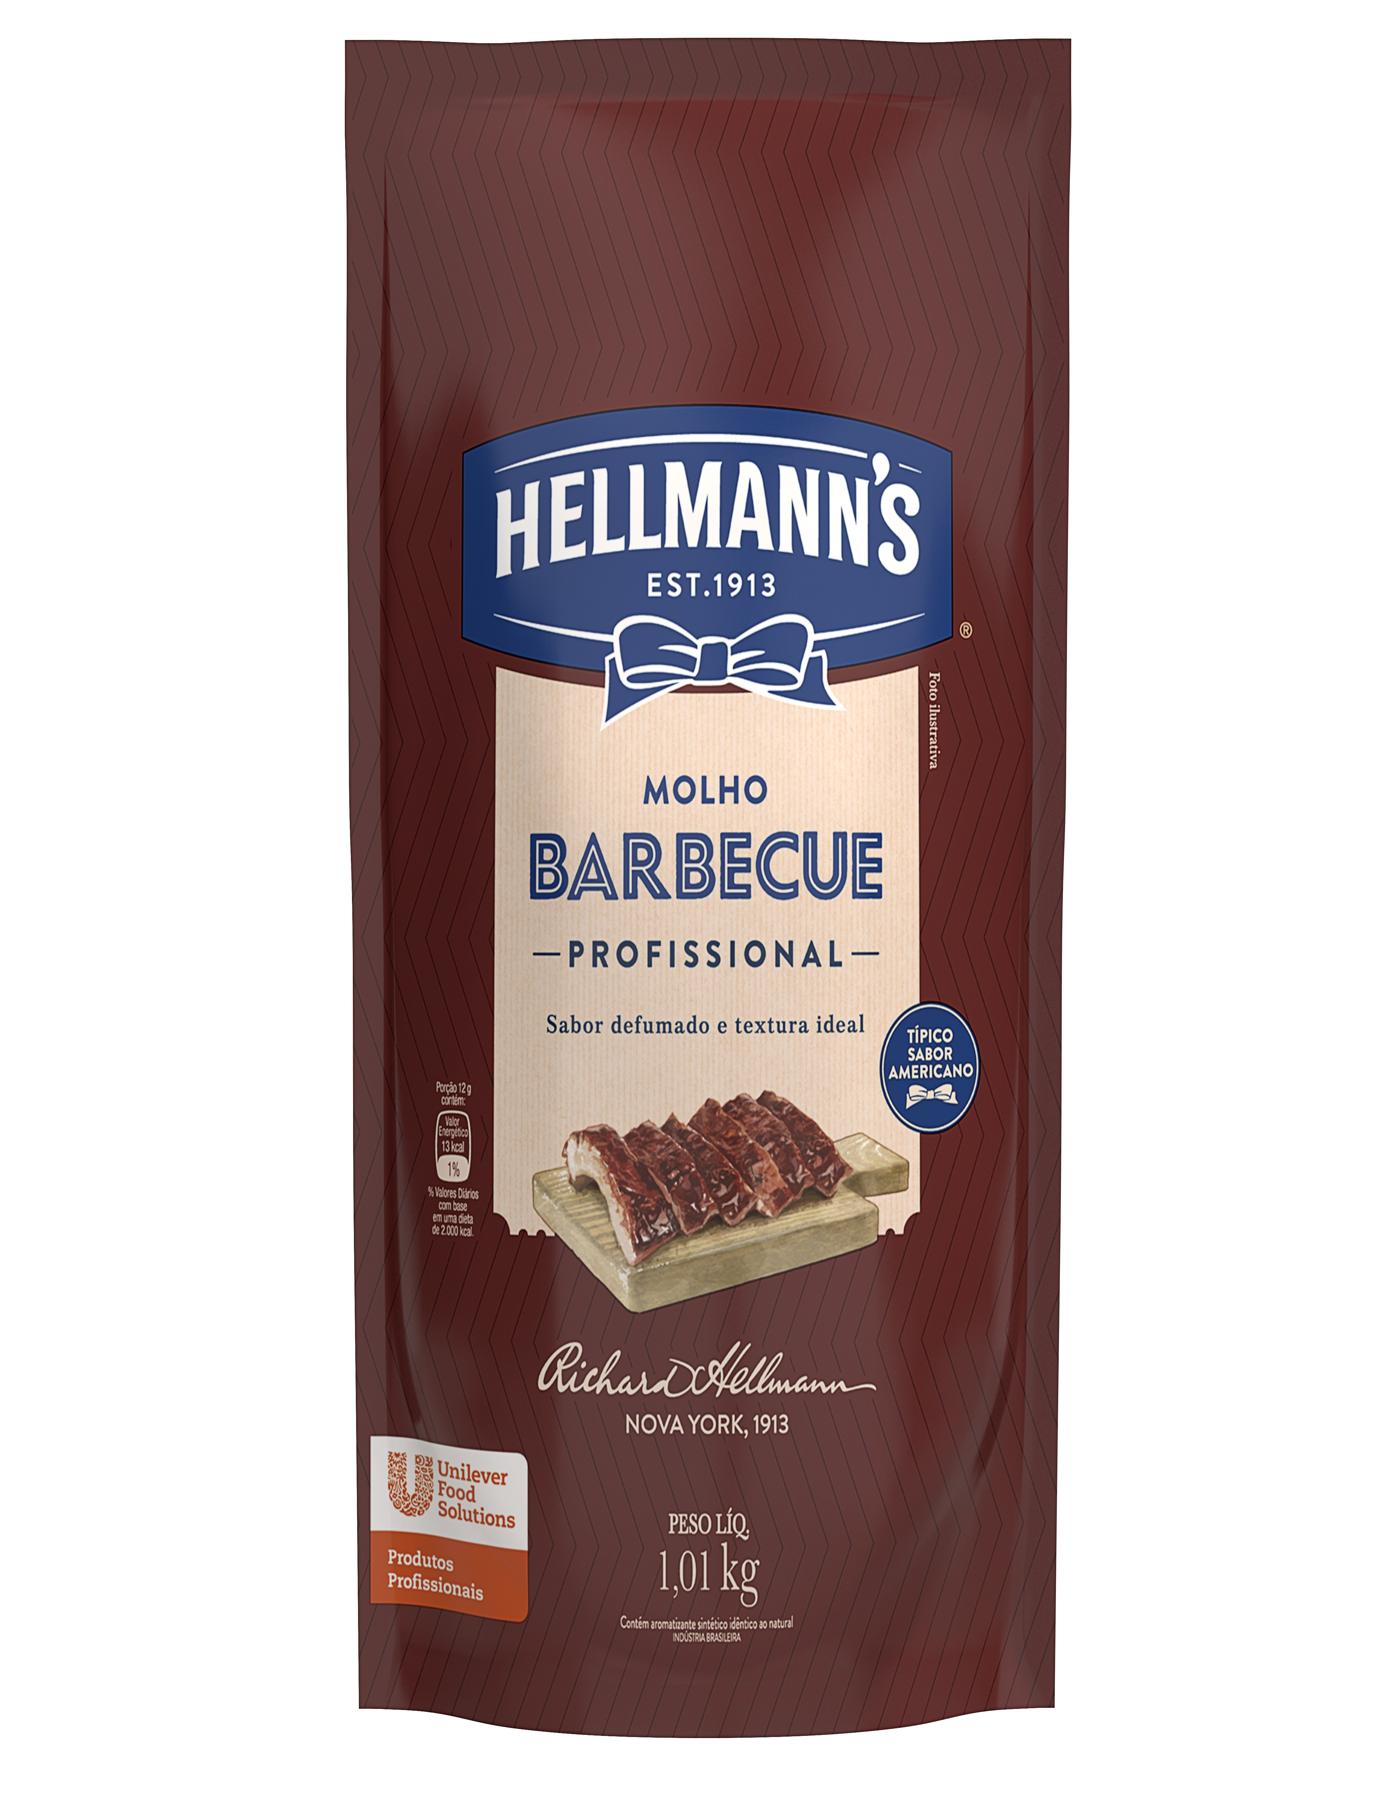 HELLMANN'S
EST.1913
®
Foto ilustrativa
MOLHO
BARBECUE
—PROFISSIONAL—
Sabor defumado e textura ideal
TÍPICO
SABOR
AMERICANO
Porção 12 g
contém:
Valor
Energético
13 kcal
1%
% Valores Diários
com base
em uma dieta
de 2.000 kcal.
Richard Hellmann
NOVA YORK, 1913
Unilever
Food
Solutions
Produtos
Profissionais
PESO LÍQ.
1,01 kg
Contém aromatizante sintético idêntico ao natural
INDÚSTRIA BRASILEIRA